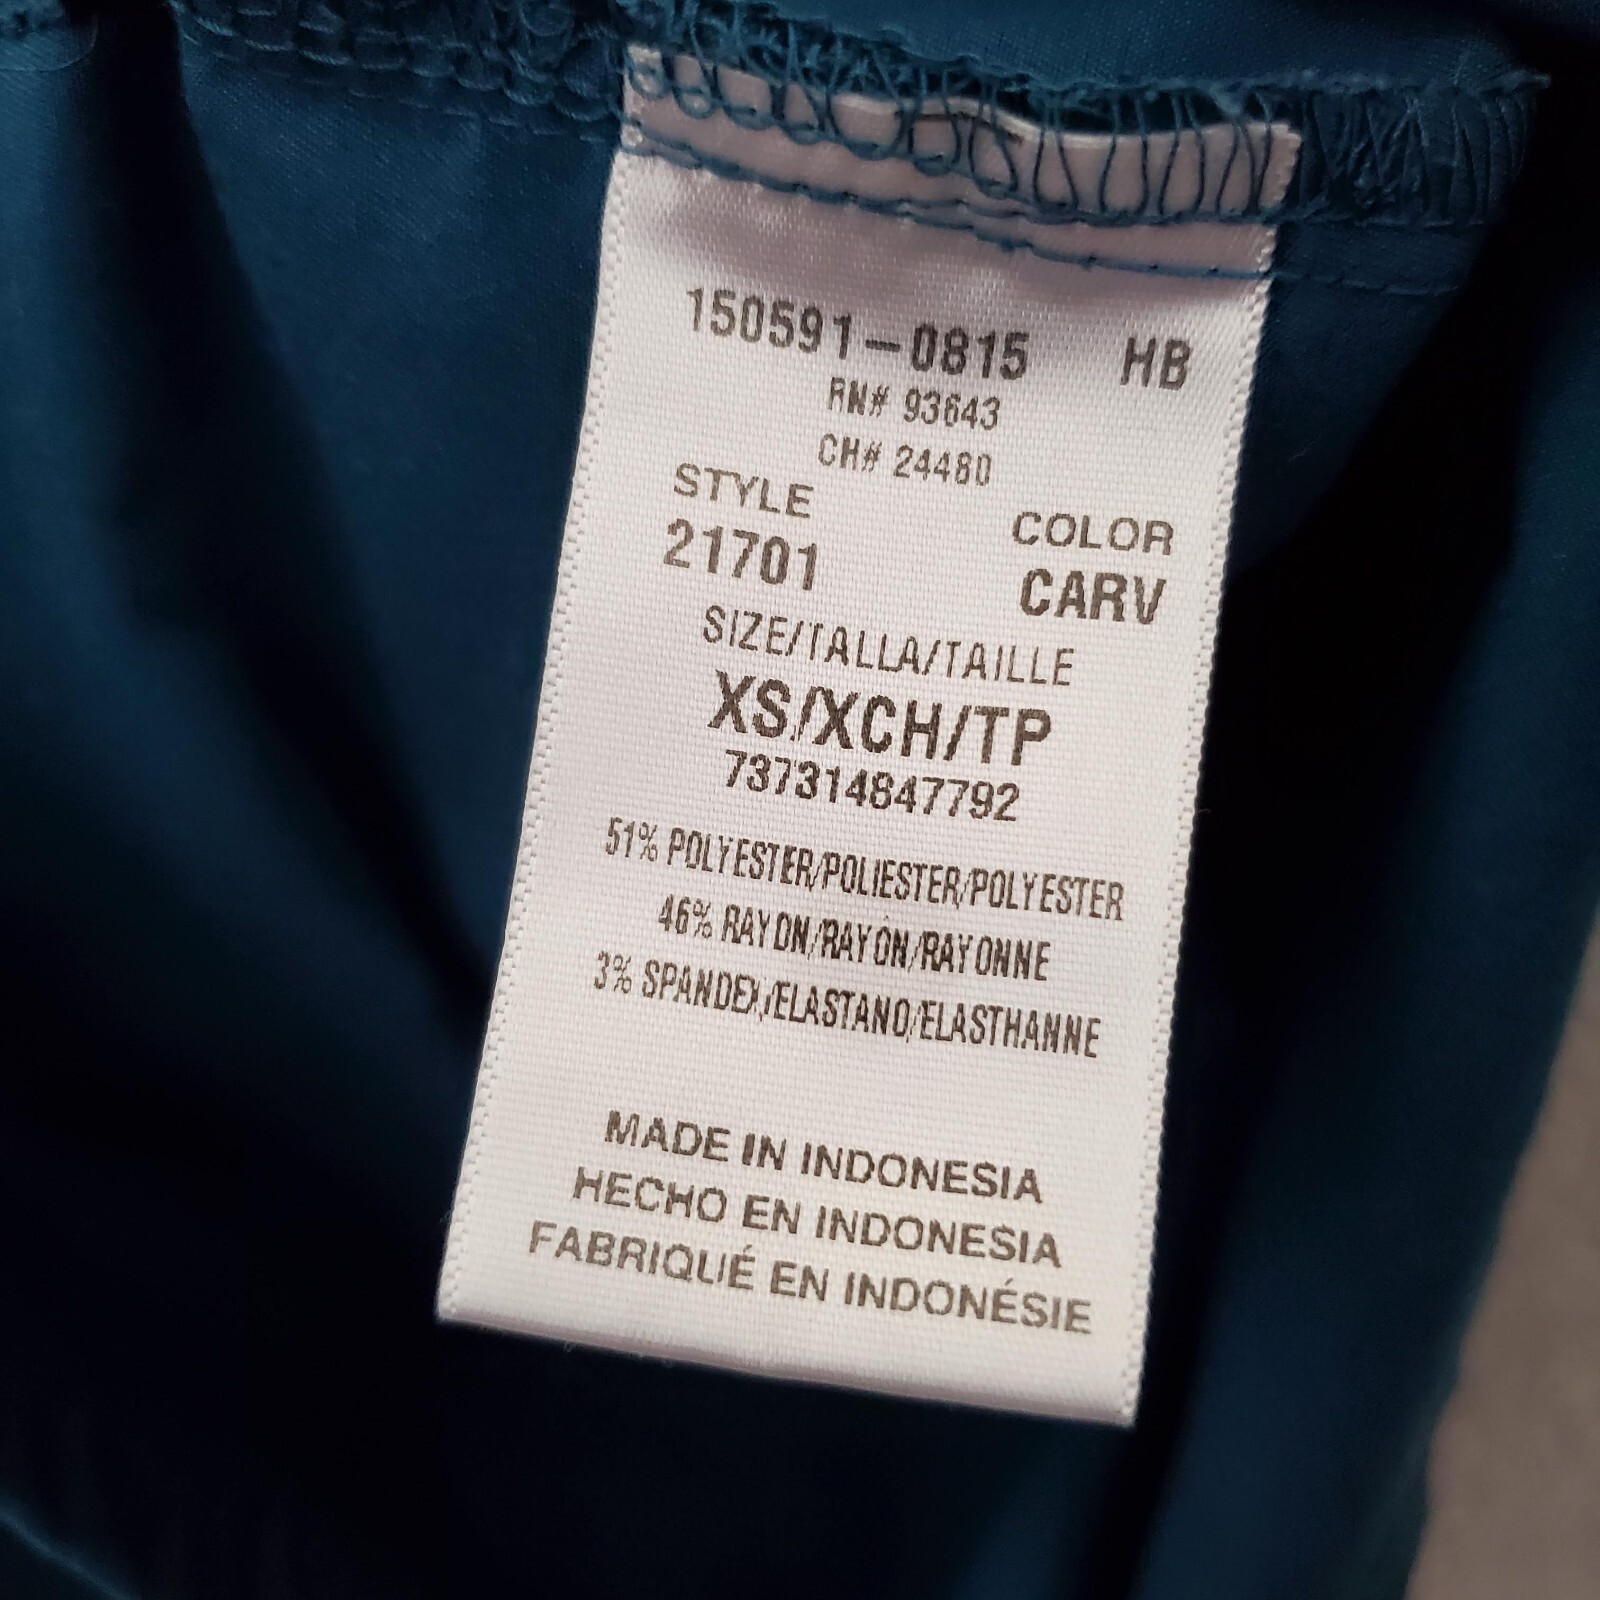 150591-0815 HB
RN# 93643
CH# 24480
STYLE COLOR
21701 CARV
SIZE/TALLA/TAILLE
XS/XCH/TP
737314847792
51% POLYESTER/POLIESTER/POLYESTER
46% RAYON/RAYÓN/RAYONNE
3% SPANDEX/ELASTANO/ELASTHANNE
MADE IN INDONESIA
HECHO EN INDONESIA
FABRIQUÉ EN INDONÉSIE